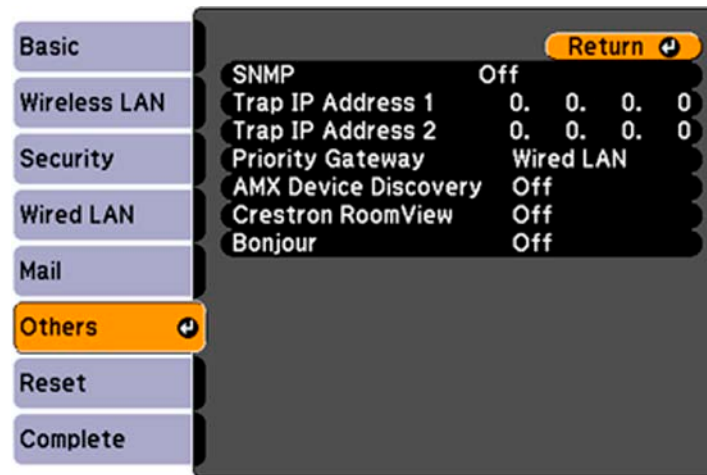 Basic
Wireless LAN
Security
Wired LAN
Mail
Others
Reset
Complete
Return
SNMP Off
Trap IP Address 1 0. 0. 0. 0
Trap IP Address 2 0. 0. 0. 0
Priority Gateway Wired LAN
AMX Device Discovery Off
Crestron RoomView Off
Bonjour Off